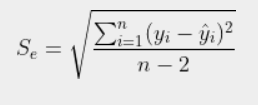 $S_e = \sqrt{\frac{\sum_{i=1}^{n}(y_i - \hat{y}_i)^2}{n-2}}$